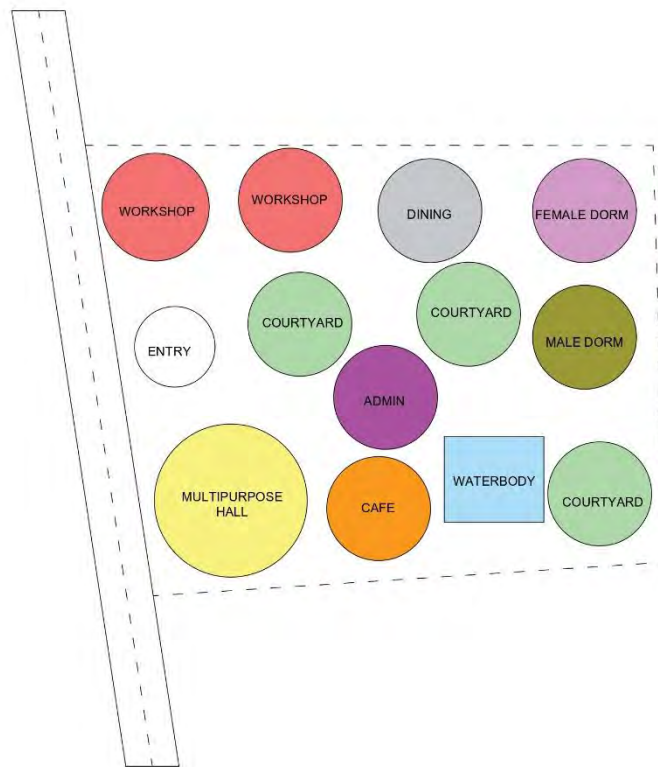 WORKSHOP
WORKSHOP
DINING
FEMALE DORM
COURTYARD
COURTYARD
ENTRY
MALE DORM
ADMIN
MULTIPURPOSE
HALL
CAFE
WATERBODY
COURTYARD